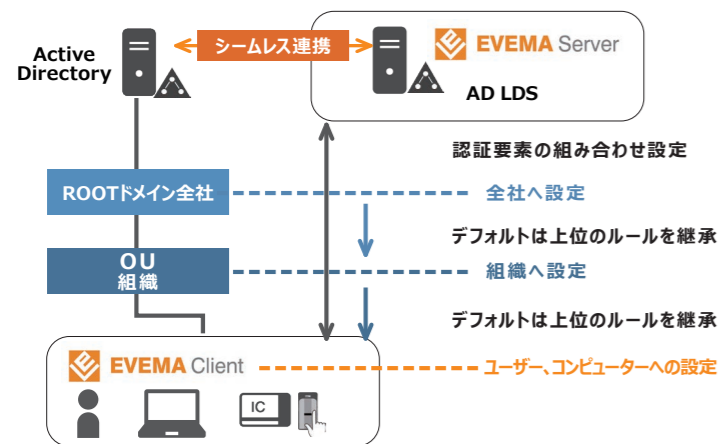 Active
Directory
シームレス連携
EVEMA Server
AD LDS
認証要素の組み合わせ設定
ROOTドメイン全社
全社へ設定
デフォルトは上位のルールを継承
OU
組織
組織へ設定
デフォルトは上位のルールを継承
EVEMA Client
ユーザー、コンピューターへの設定
IC